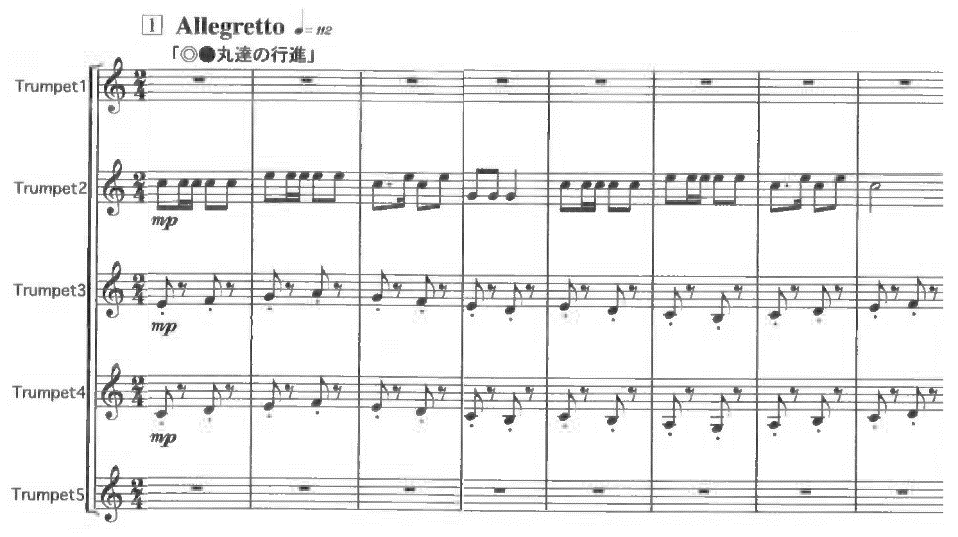 1 Allegretto ♩= 112
「◎●丸達の行進」
Trumpet1
Trumpet2
mp
Trumpet3
mp
Trumpet4
mp
Trumpet5